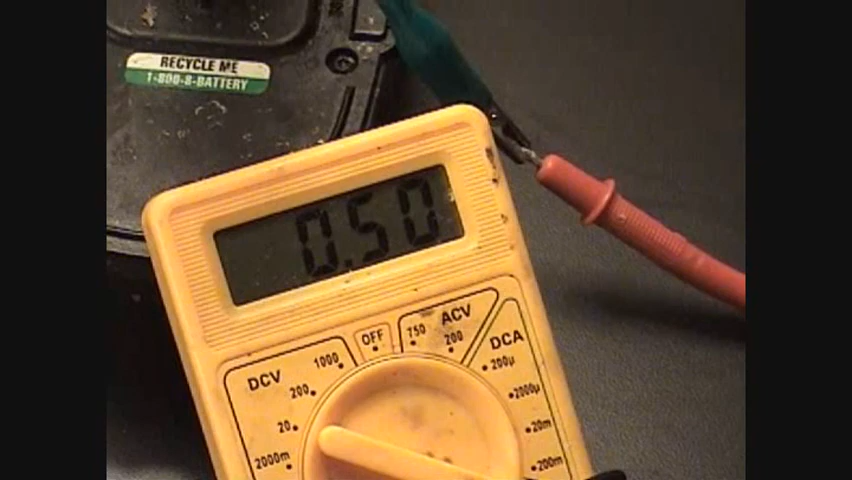 RECYCLE ME
1-800-8-BATTERY
0.50
OFF
750
ACV
200
DCV
1000
200
20
2000m
DCA
200µ
2000µ
20m
200m